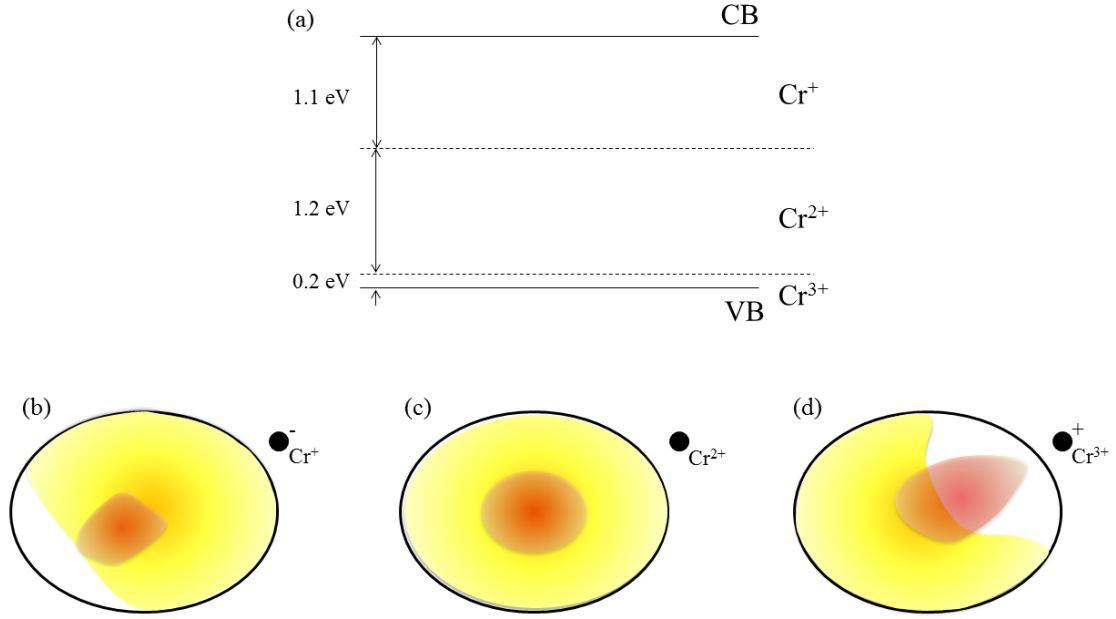 (a)
CB
1.1 eV
Cr⁺
1.2 eV
Cr²⁺
0.2 eV
Cr³⁺
VB
(b)
-
Cr⁺
(c)
Cr²⁺
(d)
+
Cr³⁺